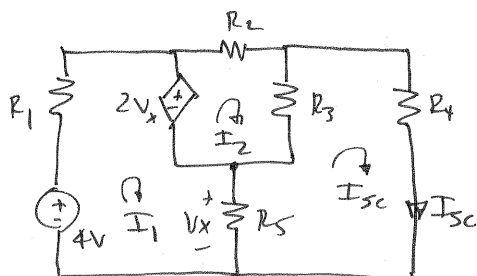 R2
R1
2Vx
+
-
R3
R4
I2
Isc
+
-
4V
I1
+
Vx
-
R5
Isc